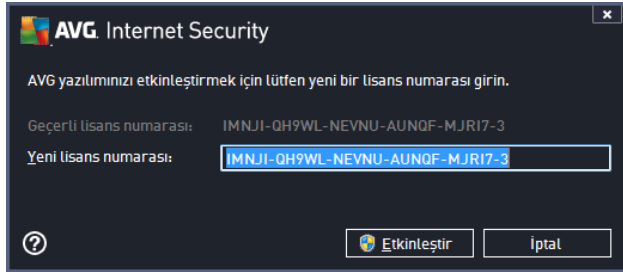 AVG. Internet Security
AVG yazılımınızı etkinleştirmek için lütfen yeni bir lisans numarası girin.
Geçerli lisans numarası: IMNJI-QH9WL-NEVNU-AUNQF-MJRI7-3
Yeni lisans numarası: IMNJI-QH9WL-NEVNU-AUNQF-MJRI7-3
Etkinleştir İptal